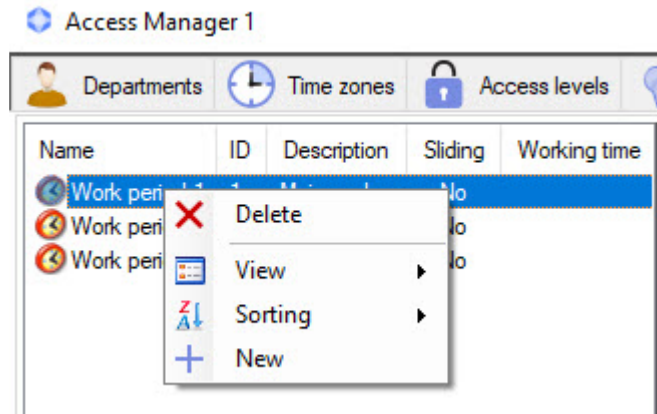 Access Manager 1
Departments Time zones Access levels
Name ID Description Sliding Working time
Work No
Work
Work
Delete
View
Sorting
New